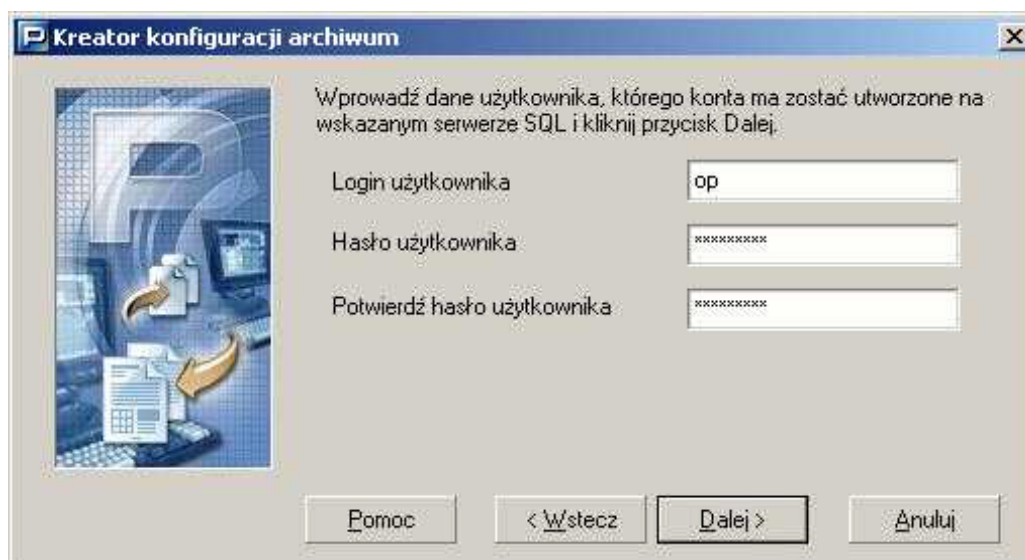 Kreator konfiguracji archiwum
Wprowadź dane użytkownika, którego konta ma zostać utworzone na
wskazanym serwerze SQL i kliknij przycisk Dalej.
Login użytkownika op
Hasło użytkownika *********
Potwierdź hasło użytkownika *********
Pomoc < Wstecz Dalej > Anuluj